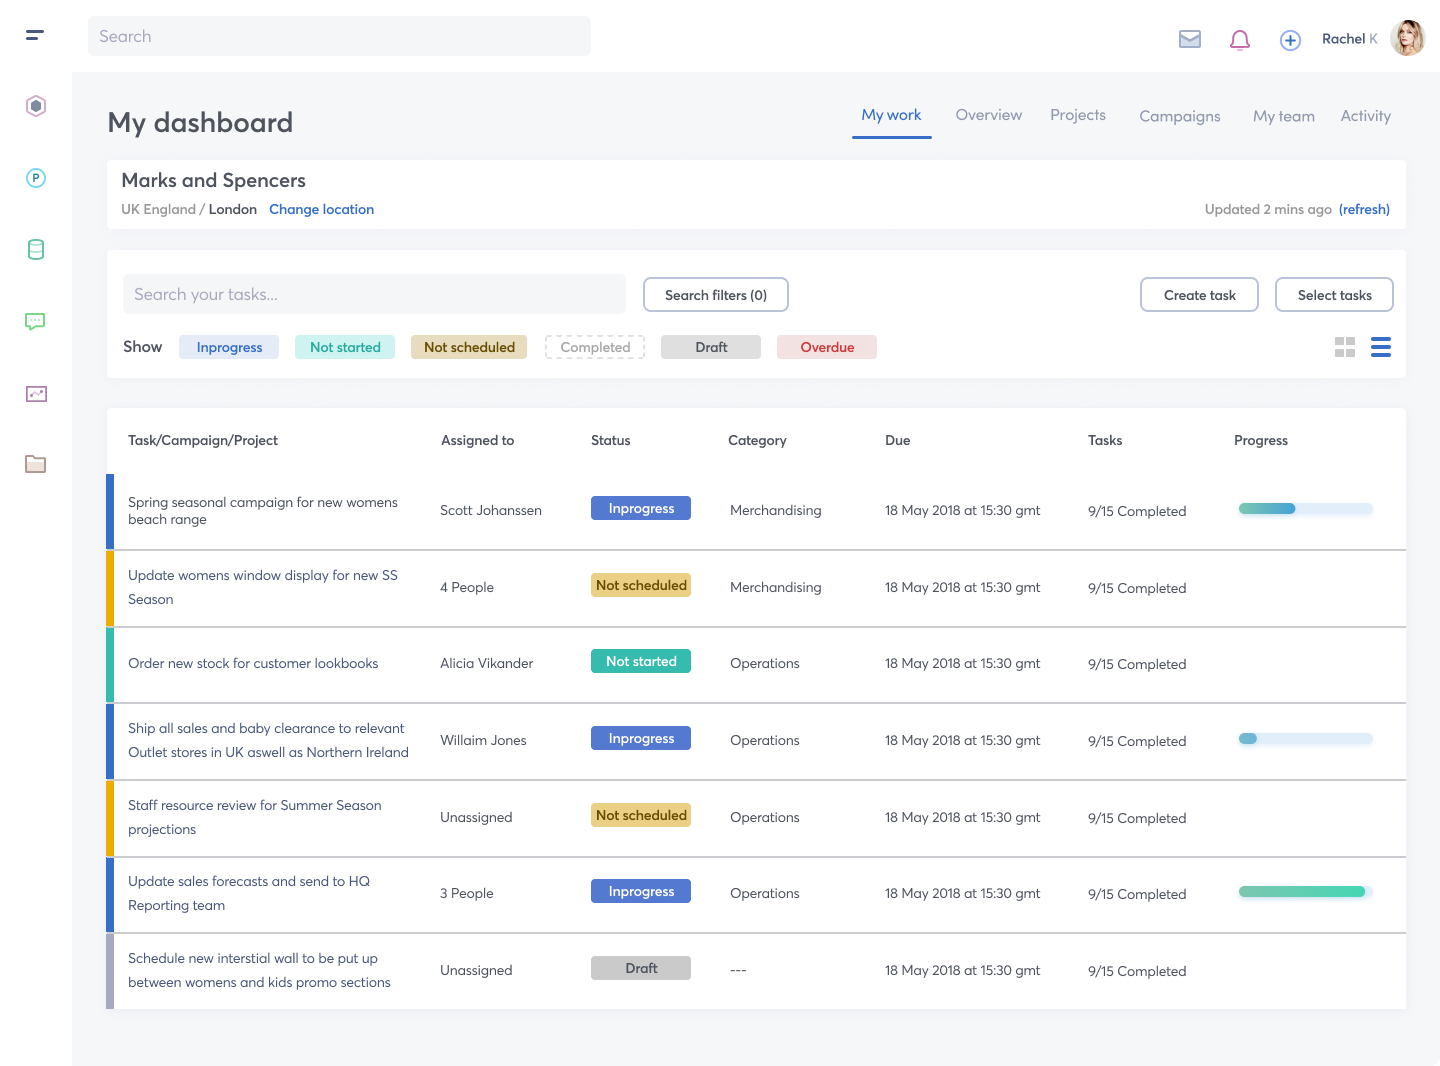 Search
Rachel K
P
My dashboard
My work Overview Projects Campaigns My team Activity
Marks and Spencers
UK England / London Change location
Updated 2 mins ago (refresh)
Search your tasks...
Search filters (0)
Create task
Select tasks
Show Inprogress Not started Not scheduled Completed Draft Overdue
Task/Campaign/Project Assigned to Status Category Due Tasks Progress
Spring seasonal campaign for new womens
beach range
Scott Johanssen Inprogress Merchandising 18 May 2018 at 15:30 gmt 9/15 Completed
Update womens window display for new SS
Season
4 People Not scheduled Merchandising 18 May 2018 at 15:30 gmt 9/15 Completed
Order new stock for customer lookbooks Alicia Vikander Not started Operations 18 May 2018 at 15:30 gmt 9/15 Completed
Ship all sales and baby clearance to relevant
Outlet stores in UK aswell as Northern Ireland
Willaim Jones Inprogress Operations 18 May 2018 at 15:30 gmt 9/15 Completed
Staff resource review for Summer Season
projections
Unassigned Not scheduled Operations 18 May 2018 at 15:30 gmt 9/15 Completed
Update sales forecasts and send to HQ
Reporting team
3 People Inprogress Operations 18 May 2018 at 15:30 gmt 9/15 Completed
Schedule new interstial wall to be put up
between womens and kids promo sections
Unassigned Draft --- 18 May 2018 at 15:30 gmt 9/15 Completed